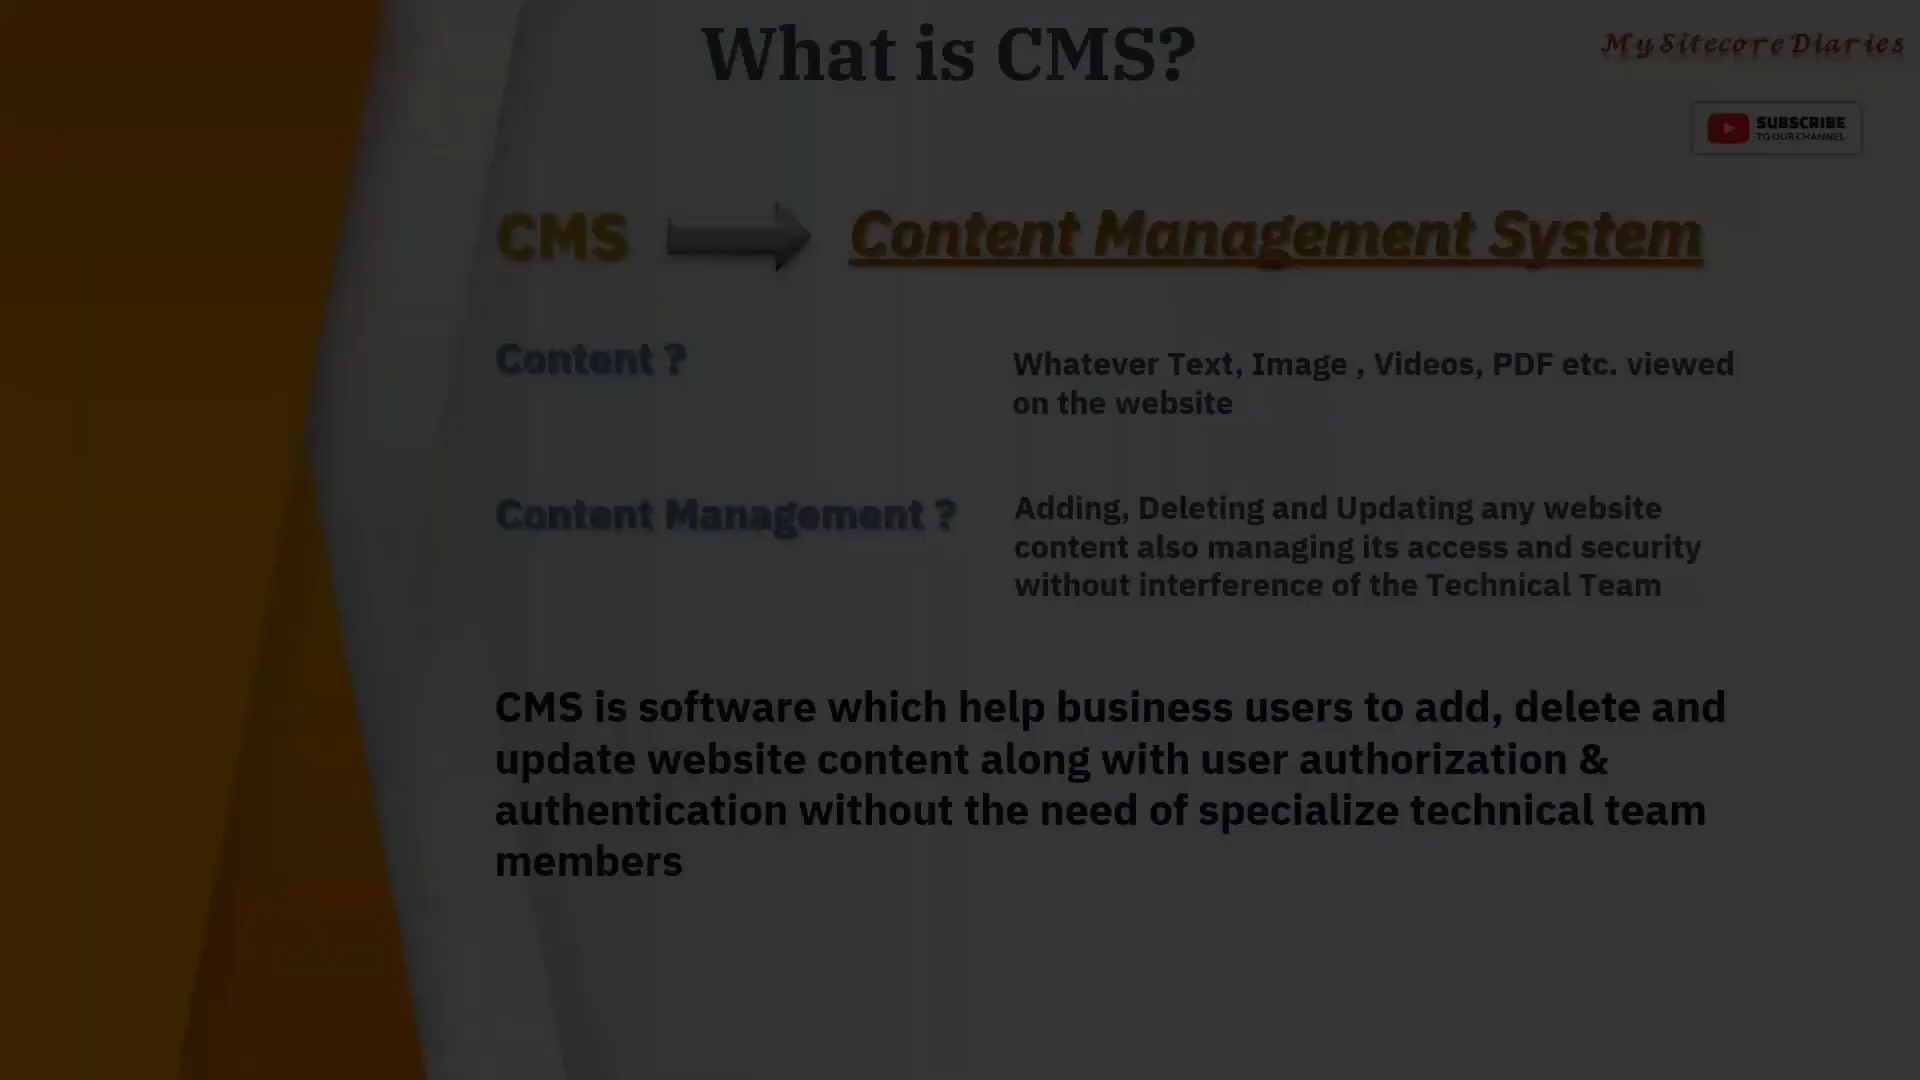 What is CMS?
My Sitecore Diaries
SUBSCRIBE
TO OUR CHANNEL
CMS Content Management System
Content ?
Whatever Text, Image , Videos, PDF etc. viewed
on the website
Content Management ?
Adding, Deleting and Updating any website
content also managing its access and security
without interference of the Technical Team
CMS is software which help business users to add, delete and
update website content along with user authorization &
authentication without the need of specialize technical team
members